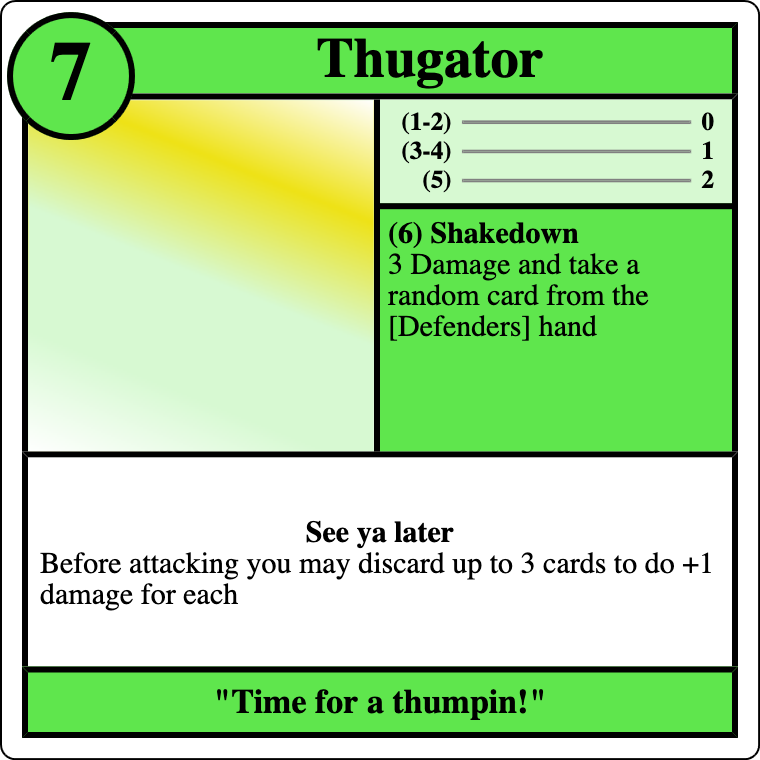 7
Thugator
(1-2) 0
(3-4) 1
(5) 2
(6) Shakedown
3 Damage and take a
random card from the
[Defenders] hand
See ya later
Before attacking you may discard up to 3 cards to do +1
damage for each
"Time for a thumpin!"